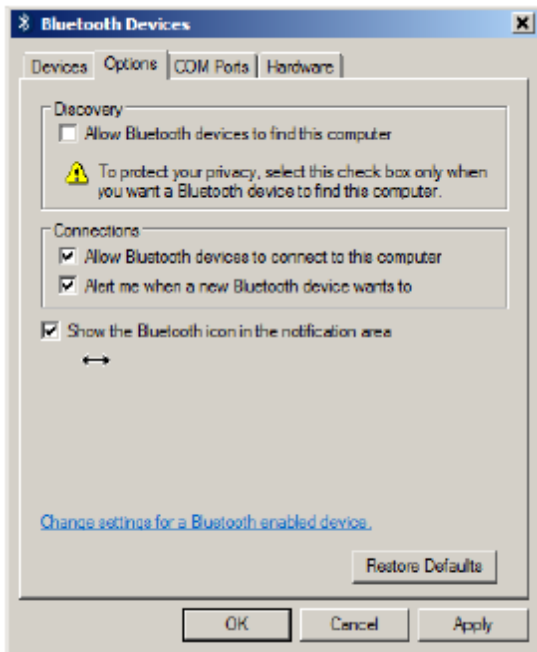 Bluetooth Devices
Devices Options COM Ports Hardware
Discovery
Allow Bluetooth devices to find this computer
To protect your privacy, select this check box only when
you want a Bluetooth device to find this computer.
Connections
Allow Bluetooth devices to connect to this computer
Alert me when a new Bluetooth device wants to
Show the Bluetooth icon in the notification area
Change settings for a Bluetooth enabled device.
Restore Defaults
OK Cancel Apply